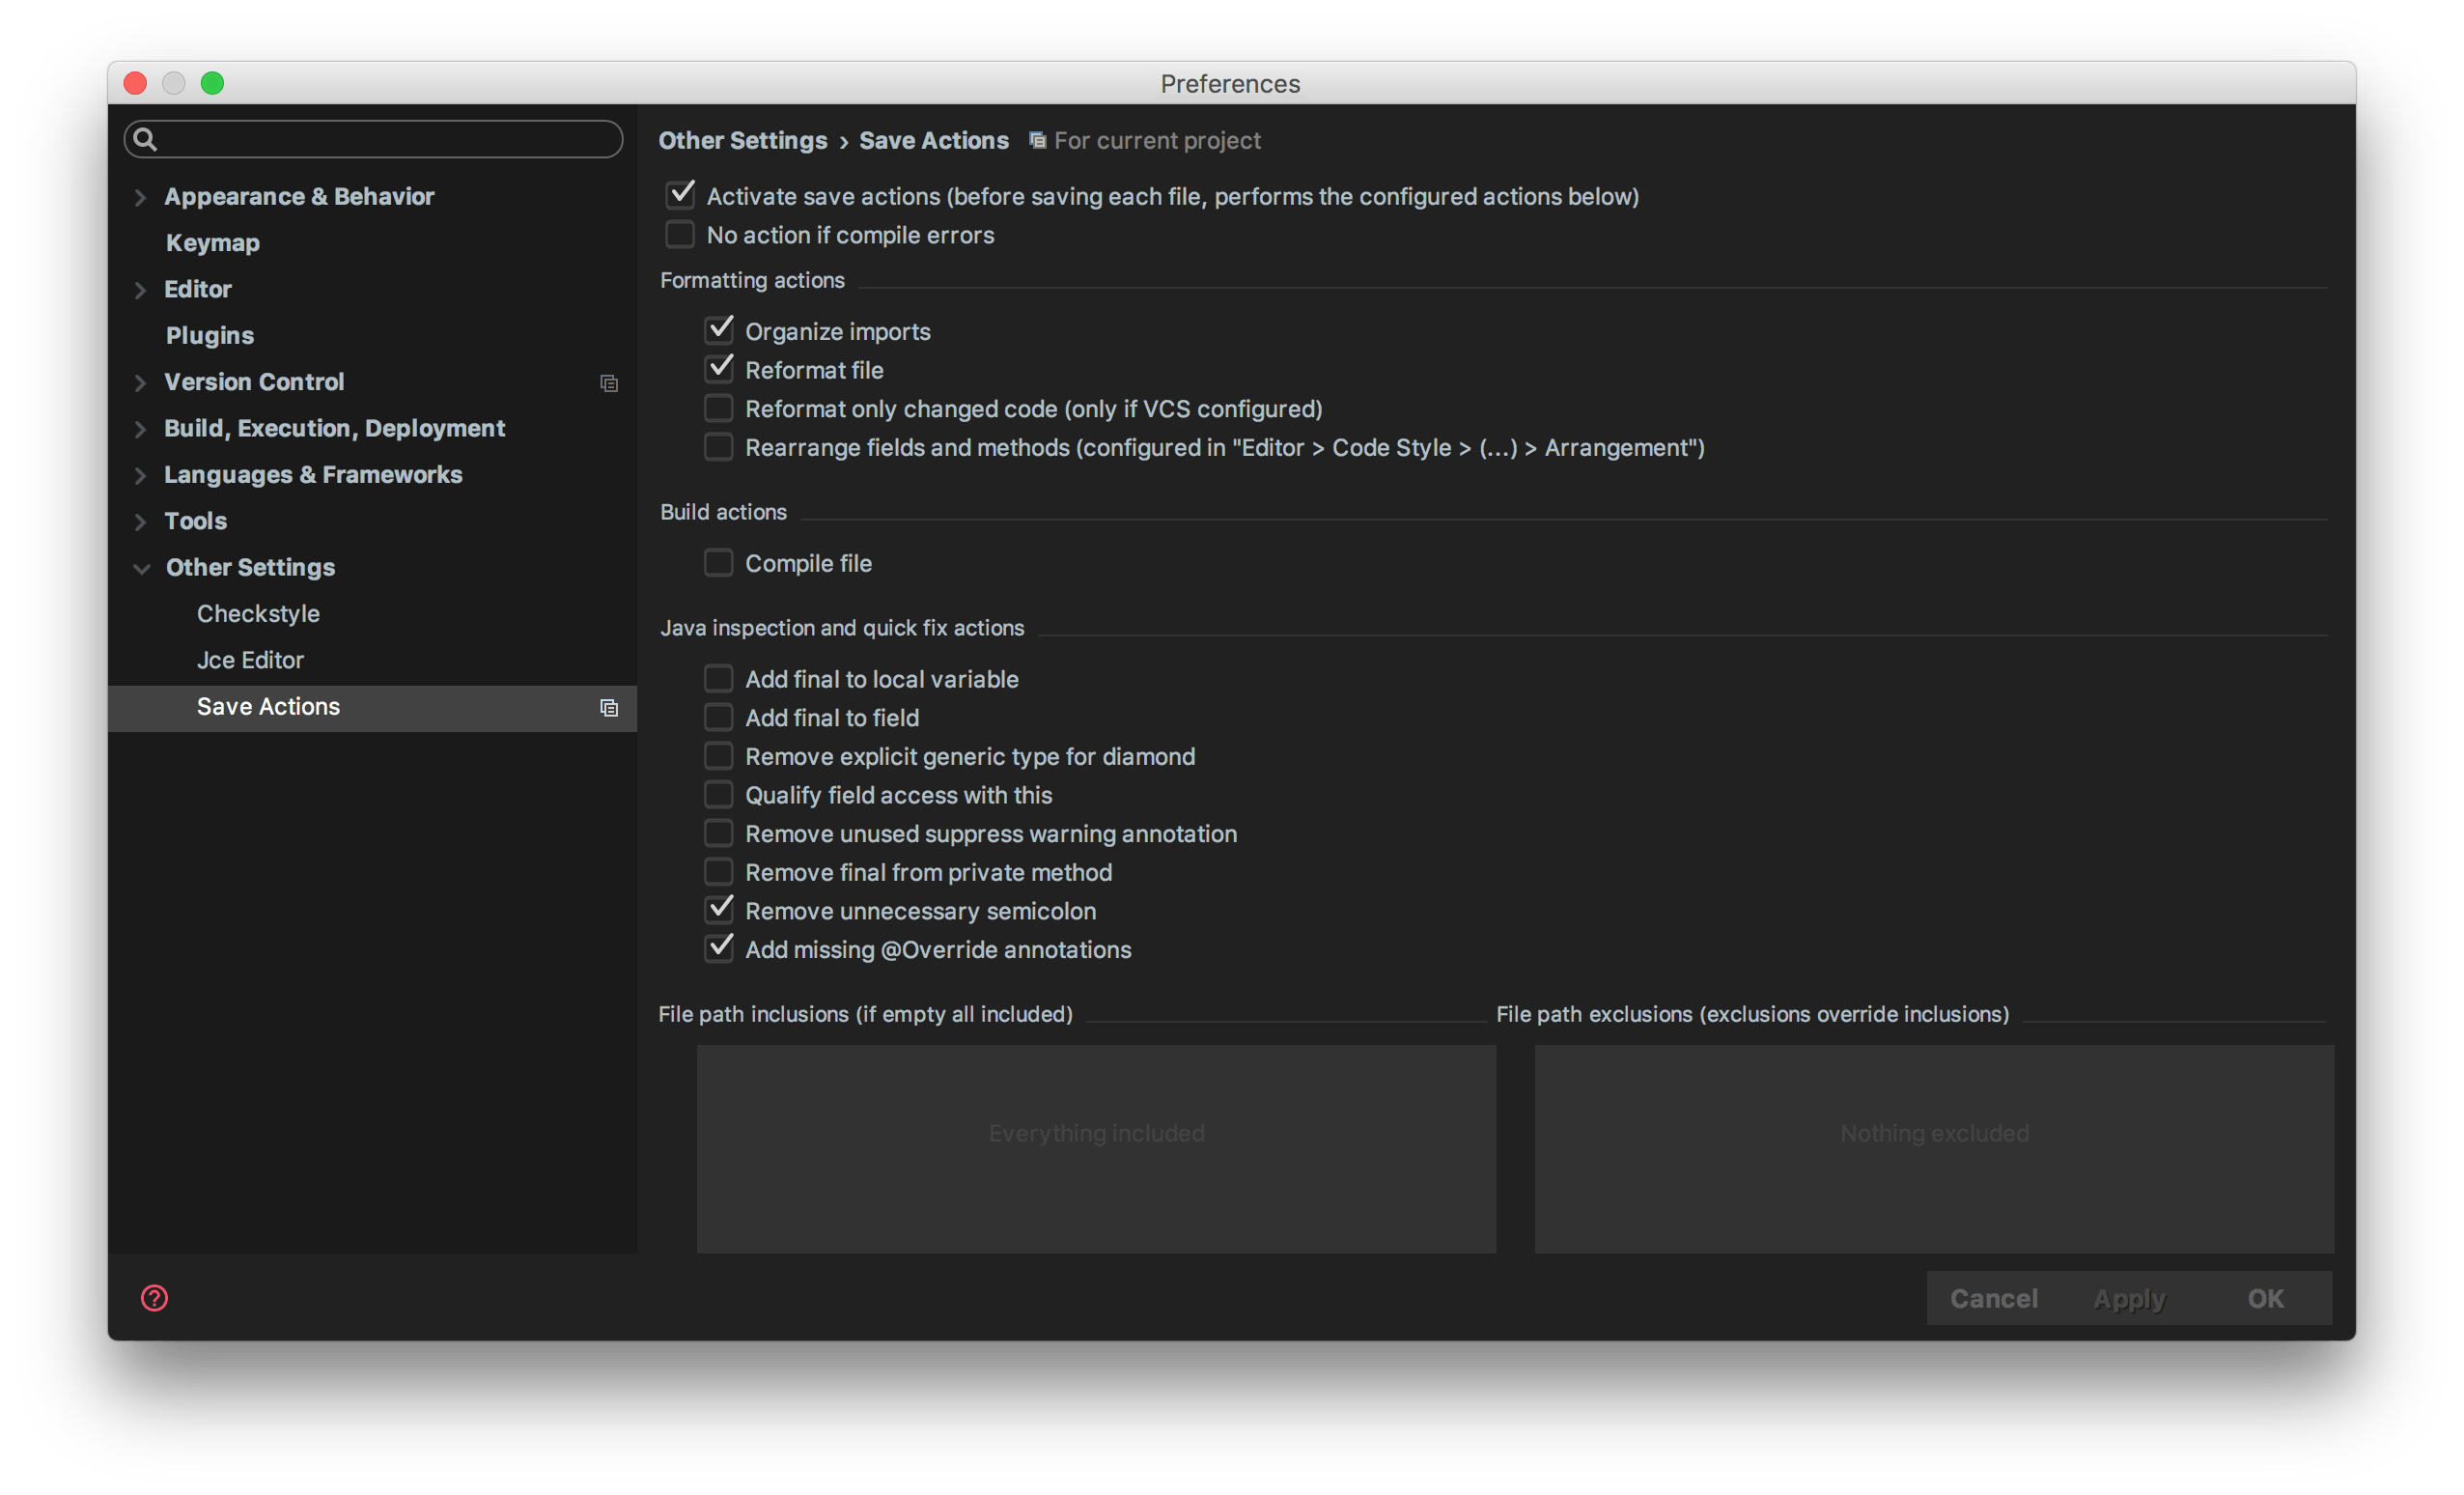 Preferences
Appearance & Behavior
Keymap
Editor
Plugins
Version Control
Build, Execution, Deployment
Languages & Frameworks
Tools
Other Settings
Checkstyle
Jce Editor
Save Actions
Other Settings › Save Actions For current project
Activate save actions (before saving each file, performs the configured actions below)
No action if compile errors
Formatting actions
Organize imports
Reformat file
Reformat only changed code (only if VCS configured)
Rearrange fields and methods (configured in "Editor > Code Style > (...) > Arrangement")
Build actions
Compile file
Java inspection and quick fix actions
Add final to local variable
Add final to field
Remove explicit generic type for diamond
Qualify field access with this
Remove unused suppress warning annotation
Remove final from private method
Remove unnecessary semicolon
Add missing @Override annotations
File path inclusions (if empty all included)
Everything included
File path exclusions (exclusions override inclusions)
Nothing excluded
?
Cancel Apply OK